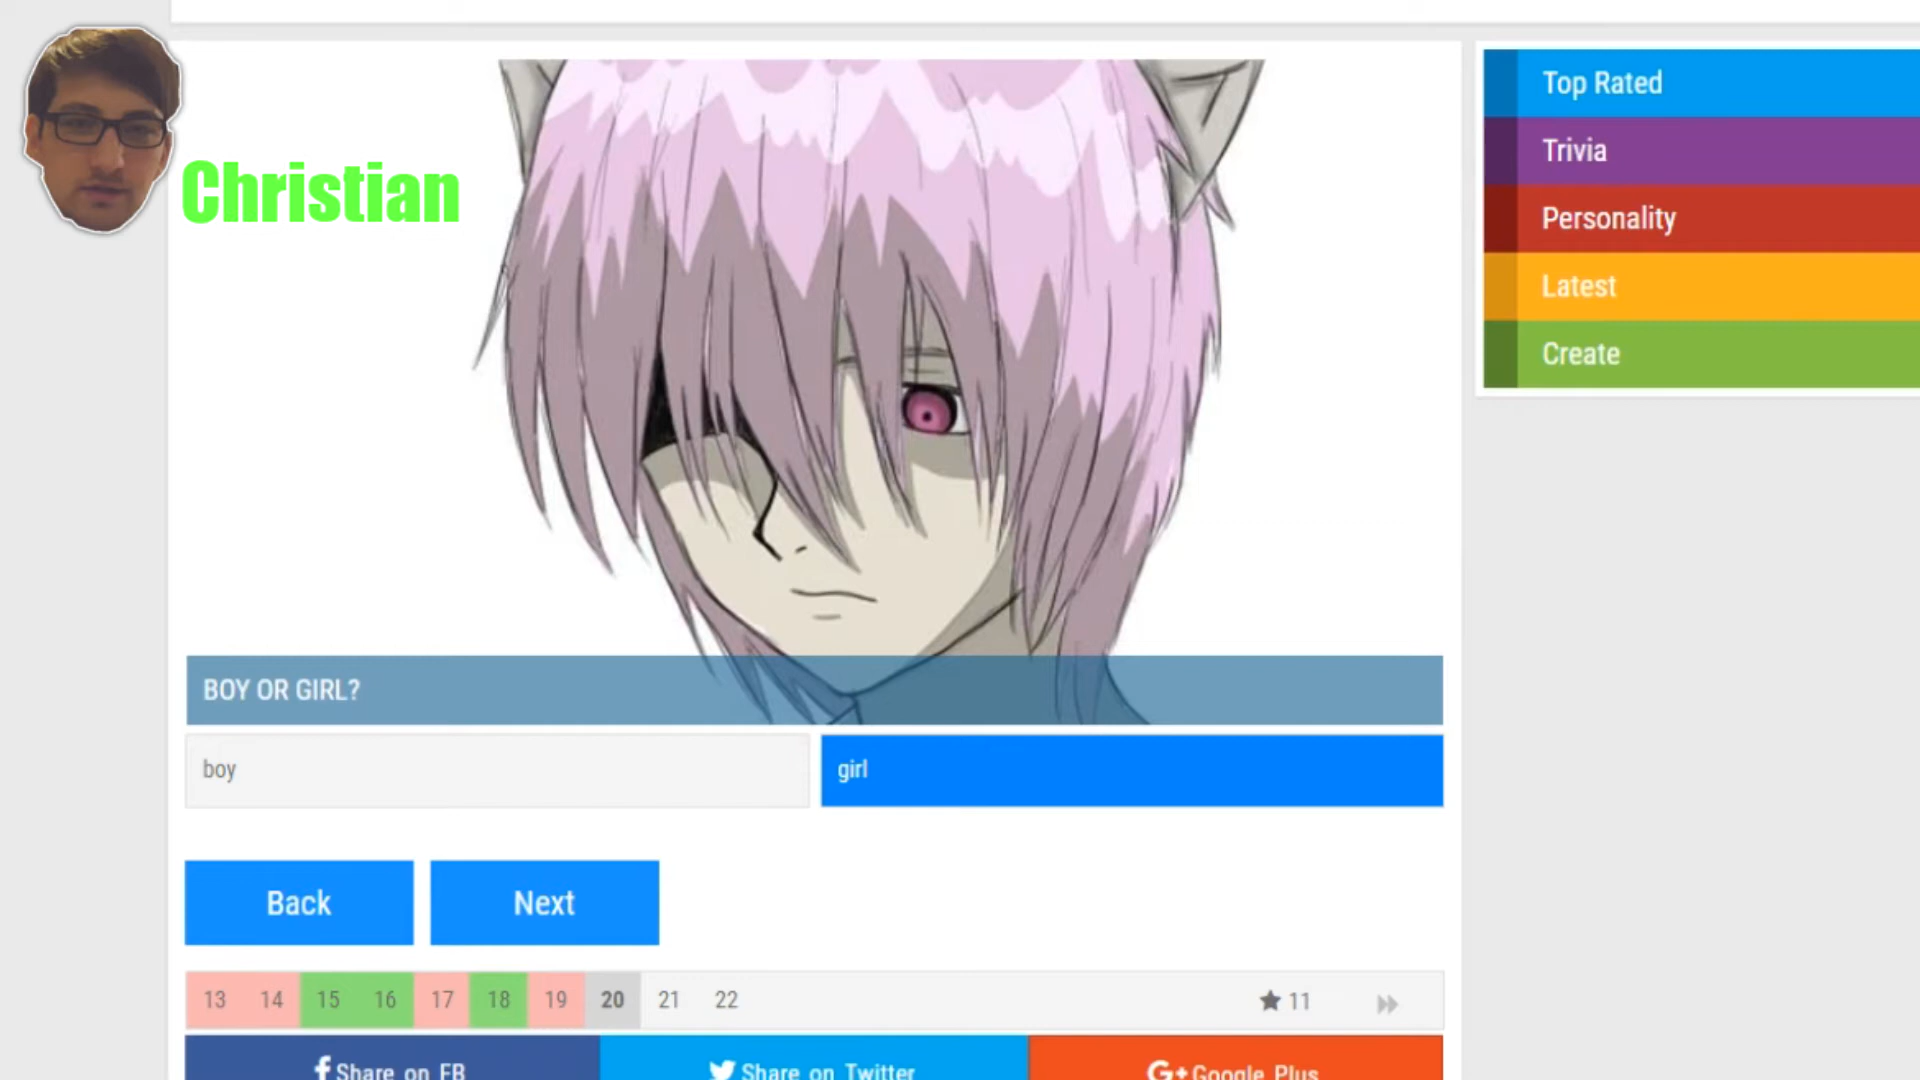 Christian
Top Rated
Trivia
Personality
Latest
Create
BOY OR GIRL?
boy
girl
Back
Next
13 14 15 16 17 18 19 20 21 22
11
Share on FB
Share on Twitter
G+ Google Plus